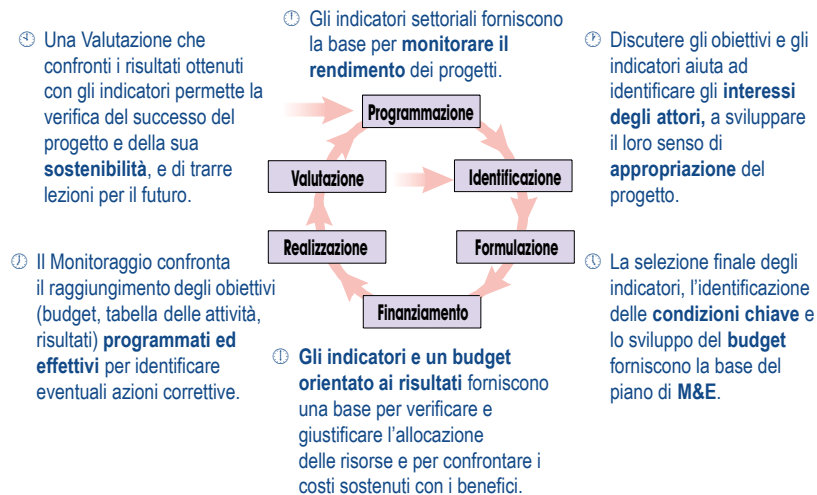 🕛 Gli indicatori settoriali forniscono
la base per monitorare il
rendimento dei progetti.
🕐 Discutere gli obiettivi e gli
indicatori aiuta ad
identificare gli interessi
degli attori, a sviluppare
il loro senso di
appropriazione del
progetto.
🕔 La selezione finale degli
indicatori, l’identificazione
delle condizioni chiave e
lo sviluppo del budget
forniscono la base del
piano di M&E.
🕕 Gli indicatori e un budget
orientato ai risultati forniscono
una base per verificare e
giustificare l’allocazione
delle risorse e per confrontare i
costi sostenuti con i benefici.
🕖 Il Monitoraggio confronta
il raggiungimento degli obiettivi
(budget, tabella delle attività,
risultati) programmati ed
effettivi per identificare
eventuali azioni correttive.
🕙 Una Valutazione che
confronti i risultati ottenuti
con gli indicatori permette la
verifica del successo del
progetto e della sua
sostenibilità, e di trarre
lezioni per il futuro.
Programmazione
Identificazione
Formulazione
Finanziamento
Realizzazione
Valutazione